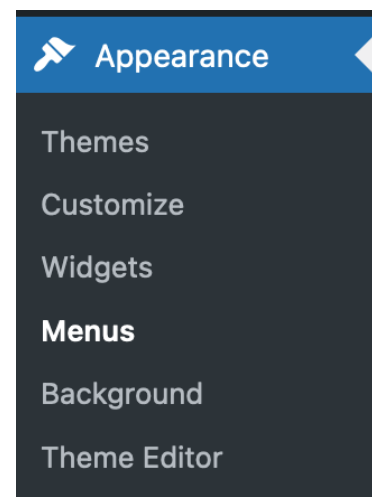 Appearance
Themes
Customize
Widgets
Menus
Background
Theme Editor